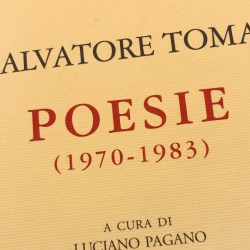 ALVATORE TOMA
POESIE
(1970-1983)
A CURA DI
LUCIANO PAGANO